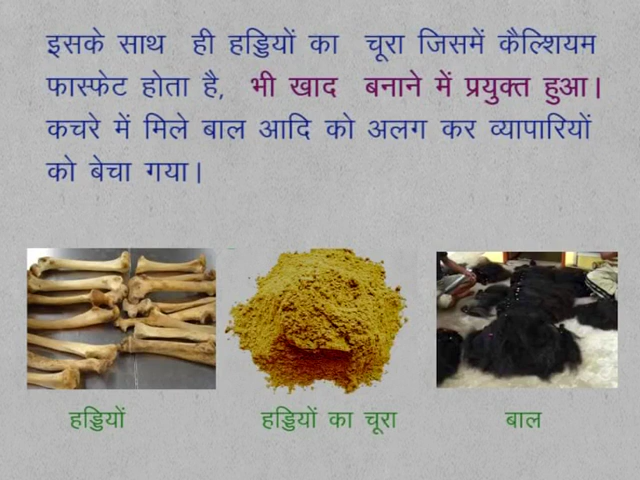 इसके साथ ही हड्डियों का चूरा जिसमें कैल्शियम
फास्फेट होता है, भी खाद बनाने में प्रयुक्त हुआ।
कचरे में मिले बाल आदि को अलग कर व्यापारियों
को बेचा गया।
हड्डियों हड्डियों का चूरा बाल